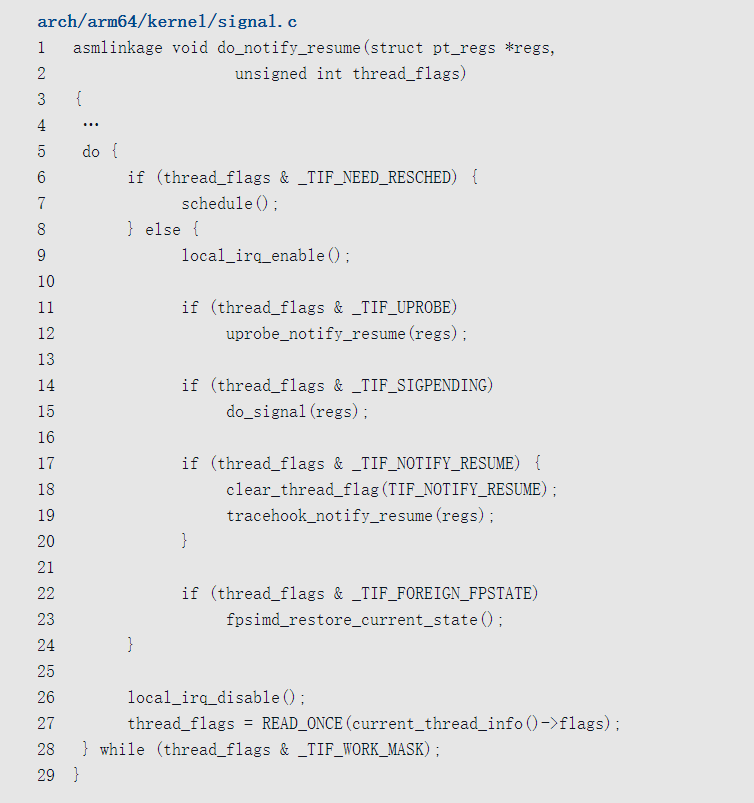 arch/arm64/kernel/signal.c
1 asmlinkage void do_notify_resume(struct pt_regs *regs,
2 unsigned int thread_flags)
3 {
4 …
5 do {
6 if (thread_flags & _TIF_NEED_RESCHED) {
7 schedule();
8 } else {
9 local_irq_enable();
10
11 if (thread_flags & _TIF_UPROBE)
12 uprobe_notify_resume(regs);
13
14 if (thread_flags & _TIF_SIGPENDING)
15 do_signal(regs);
16
17 if (thread_flags & _TIF_NOTIFY_RESUME) {
18 clear_thread_flag(TIF_NOTIFY_RESUME);
19 tracehook_notify_resume(regs);
20 }
21
22 if (thread_flags & _TIF_FOREIGN_FPSTATE)
23 fpsimd_restore_current_state();
24 }
25
26 local_irq_disable();
27 thread_flags = READ_ONCE(current_thread_info()->flags);
28 } while (thread_flags & _TIF_WORK_MASK);
29 }